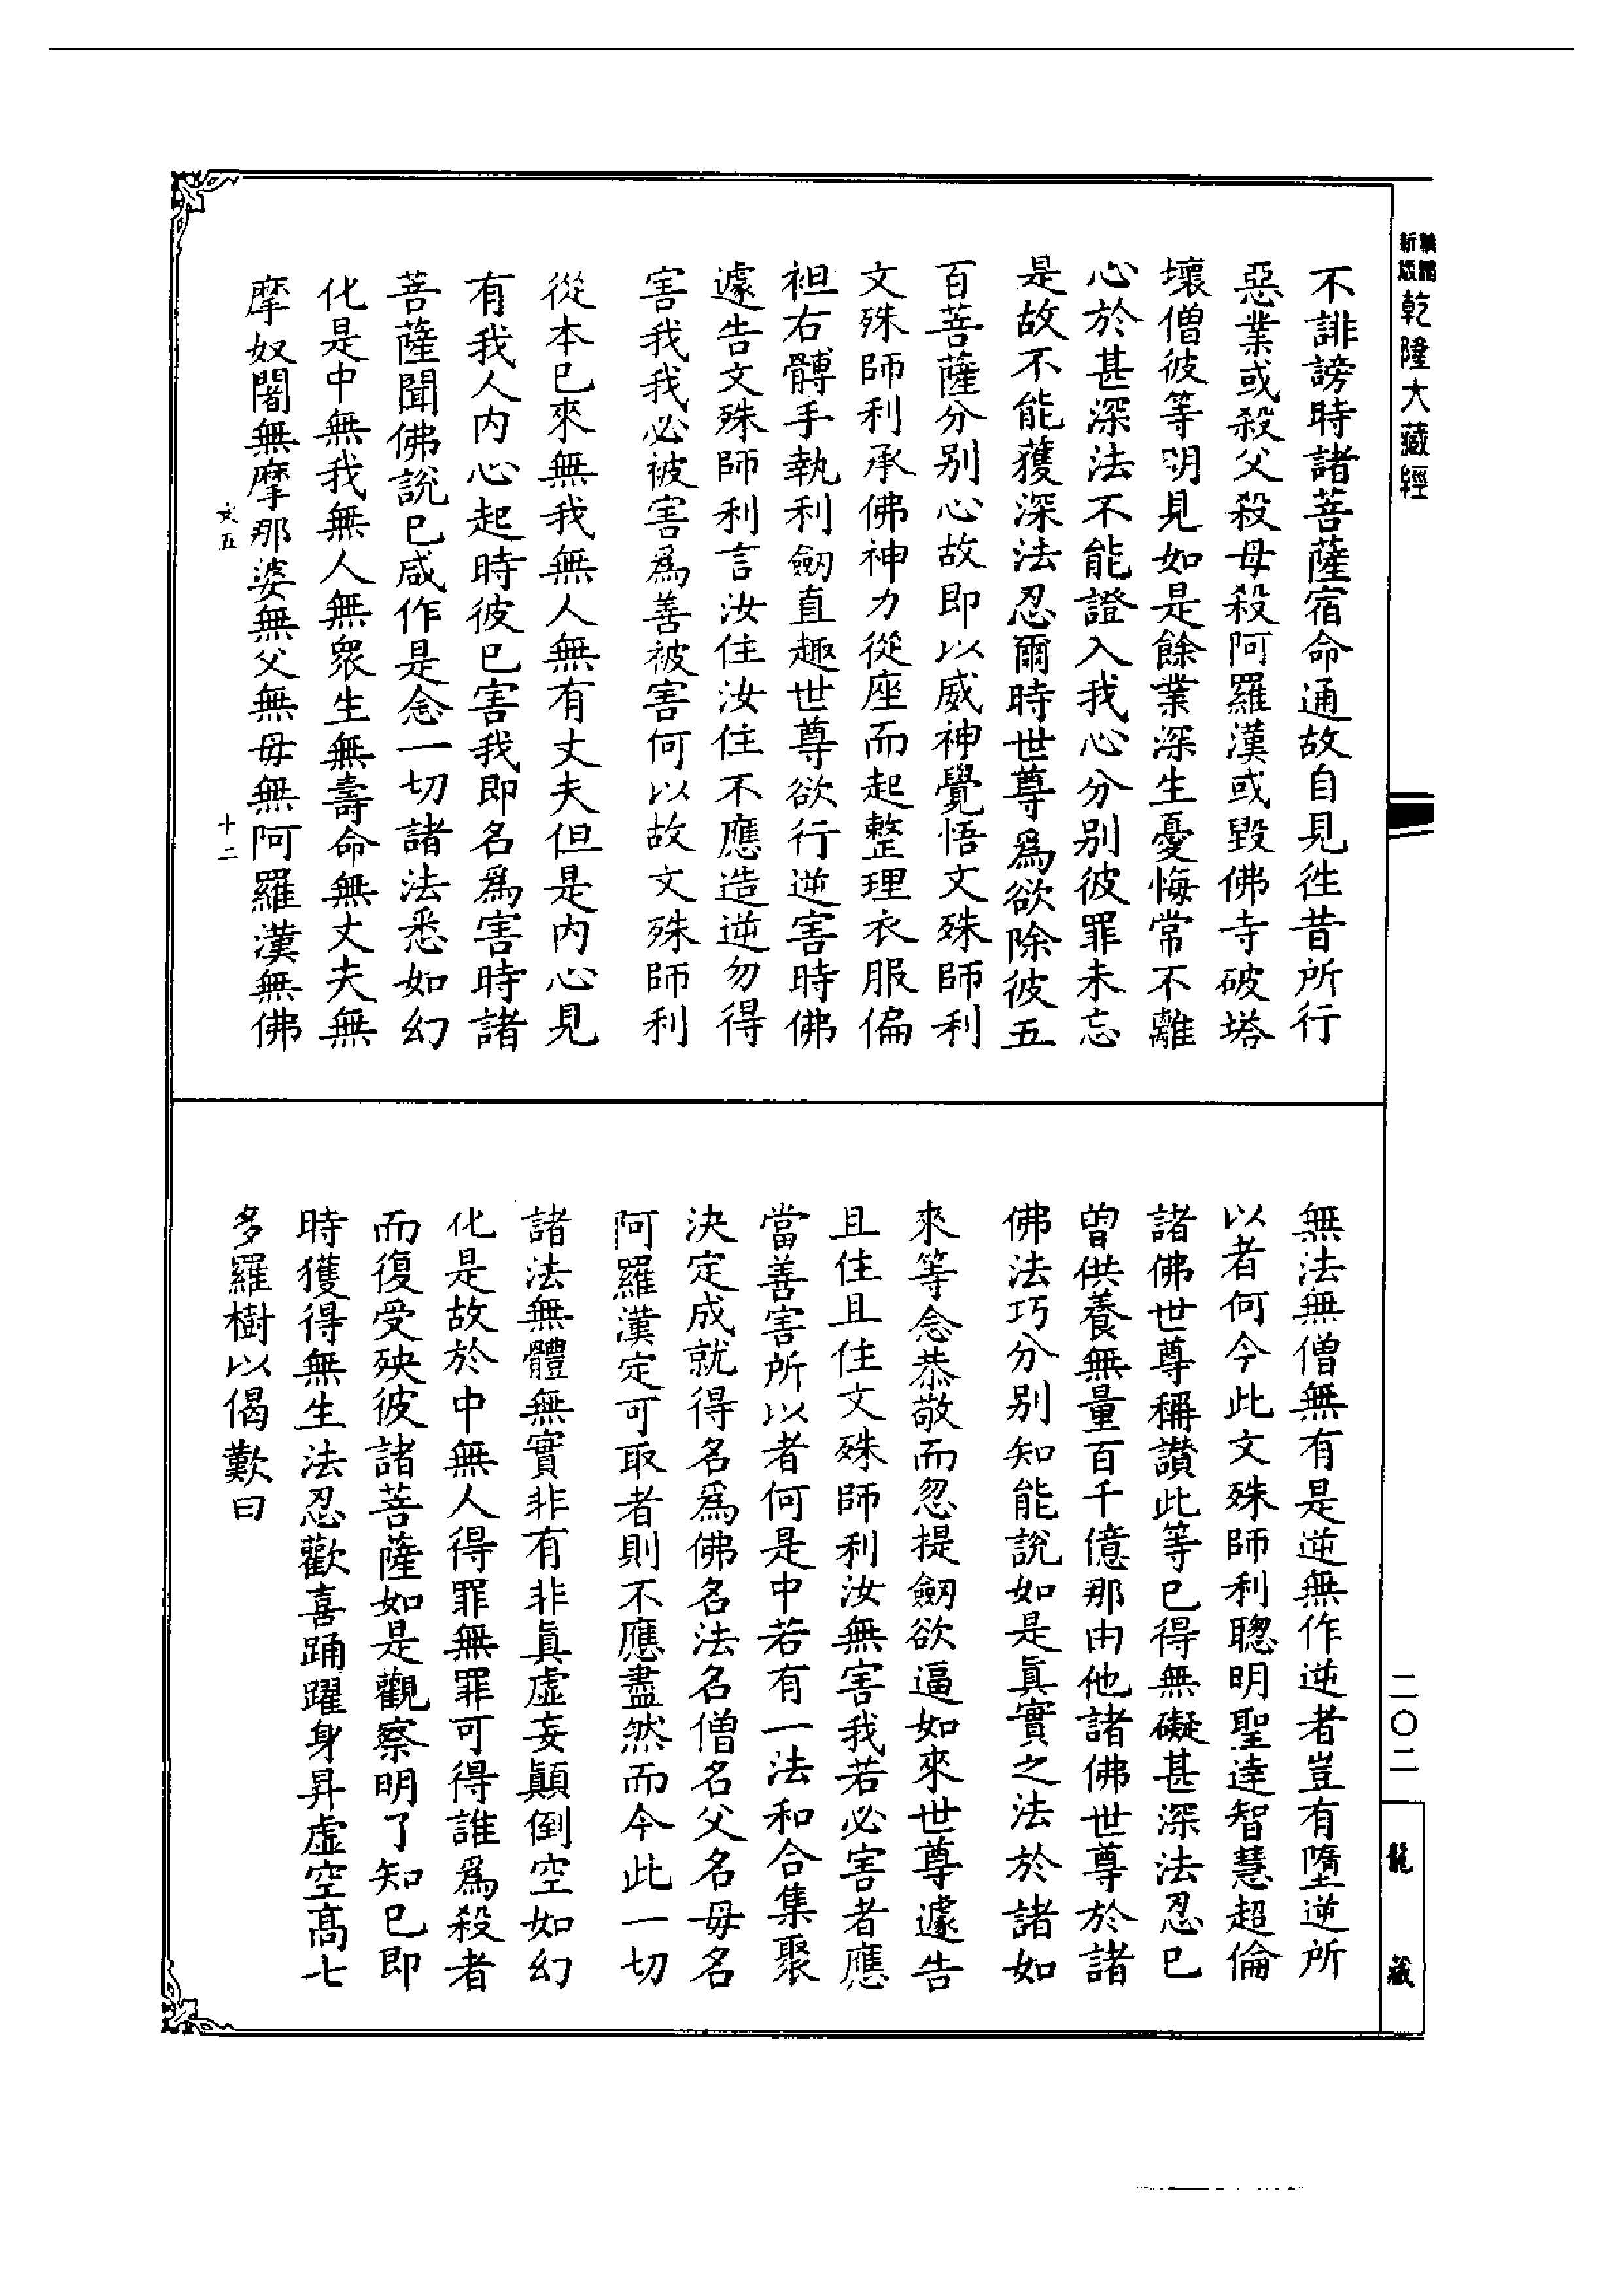 乾隆大藏經
不誹謗時諸菩薩宿命通故自見徃昔所行
惡業或殺父殺母殺阿羅漢或毀佛寺破塔
壞僧彼等明見如是餘業深生憂悔常不離
心於甚深法不能證入我心分别彼罪未忘
是故不能獲深法忍爾時世尊爲欲除彼五
百菩薩分别心故即以威神覺悟文殊師利
文殊師利承佛神力從座而起整理衣服偏
袒右髆手執利劒直趣世尊欲行逆害時佛
遽告文殊師利言汝住汝住不應造逆勿得
害我我必被害爲善被害何以故文殊師利
從本已來無我無人無有丈夫但是内心見
有我人内心起時彼已害我即名爲害時諸
菩薩聞佛說已咸作是念一切諸法悉如幻
化是中無我無人無眾生無壽命無丈夫無
摩奴闍無摩那婆無父無母無阿羅漢無佛
五
十二
無法無僧無有是逆無作逆者豈有墮逆所
以者何今此文殊師利聰明聖達智慧超倫
諸佛世尊稱讃此等已得無礙甚深法忍已
曾供養無量百千億那由他諸佛世尊於諸
佛法巧分别知能說如是真實之法於諸如
來等念恭敬而忽提劒欲逼如來世尊遽告
且住且住文殊師利汝無害我若必害者應
當善害所以者何是中若有一法和合集聚
決定成就得名爲佛名法名僧名父名母名
阿羅漢定可取者則不應盡然而今此一切
諸法無體無實非有非眞虛妄顚倒空如幻
化是故於中無人得罪無罪可得誰爲殺者
而復受殃彼諸菩薩如是觀察明了知已即
時獲得無生法忍歡喜踊躍身昇虛空髙七
多羅樹以偈歎曰
二〇二
龍藏